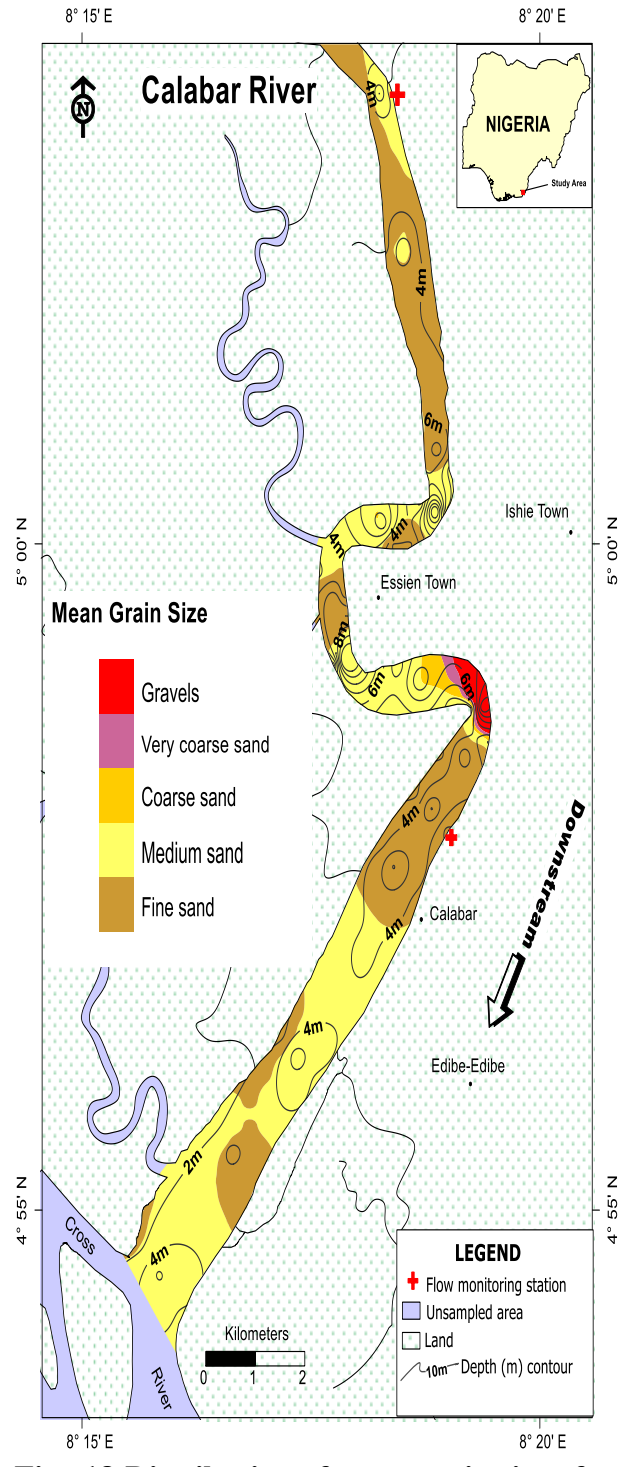 8° 15' E
8° 20' E
Calabar River
N
NIGERIA
Study Area
4m
4m
6m
Ishie Town
5° 00' N
5° 00' N
4m
4m
Essien Town
8m
6m
6m
Mean Grain Size
Gravels
Very coarse sand
Coarse sand
Medium sand
Fine sand
4m
Downstream
Calabar
4m
4m
Edibe-Edibe
2m
4° 55' N
4° 55' N
Cross
River
4m
Kilometers
0 1 2
LEGEND
Flow monitoring station
Unsampled area
Land
10m Depth (m) contour
8° 15' E
8° 20' E